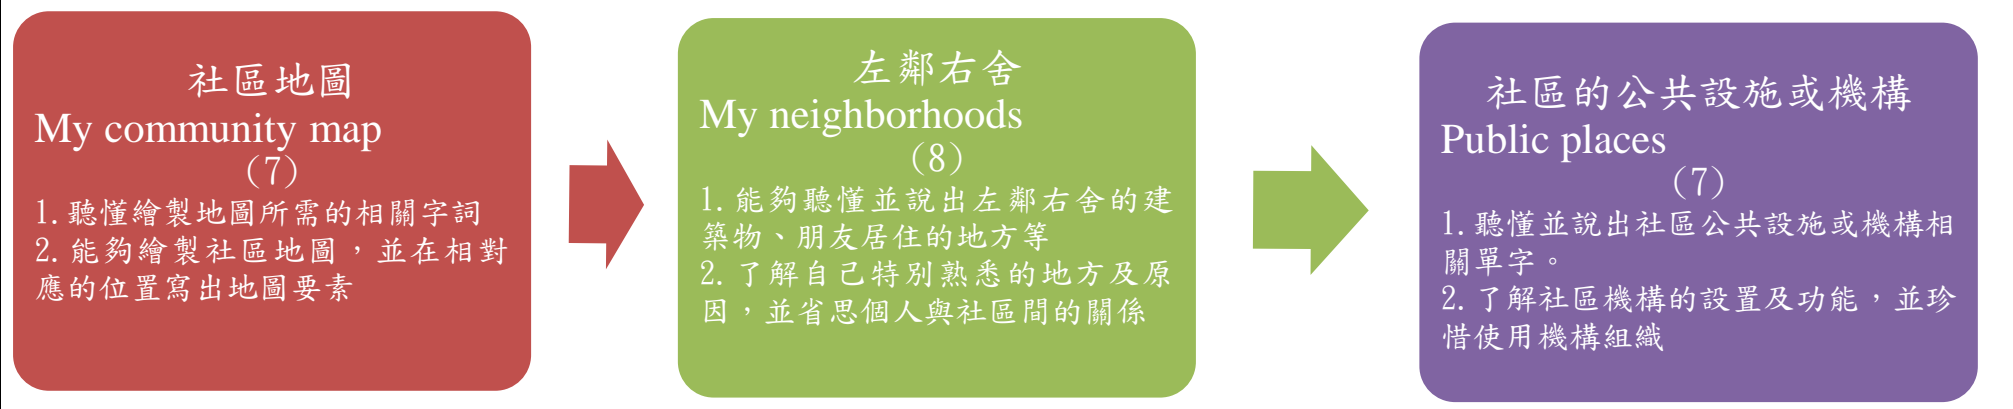 社區地圖
My community map
(7)
1.聽懂繪製地圖所需的相關字詞
2.能夠繪製社區地圖，並在相對
應的位置寫出地圖要素
左鄰右舍
My neighborhoods
(8)
1.能夠聽懂並說出左鄰右舍的建
築物、朋友居住的地方等
2.了解自己特別熟悉的地方及原
因，並省思個人與社區間的關係
社區的公共設施或機構
Public places
(7)
1.聽懂並說出社區公共設施或機構相
關單字。
2.了解社區機構的設置及功能，並珍
惜使用機構組織